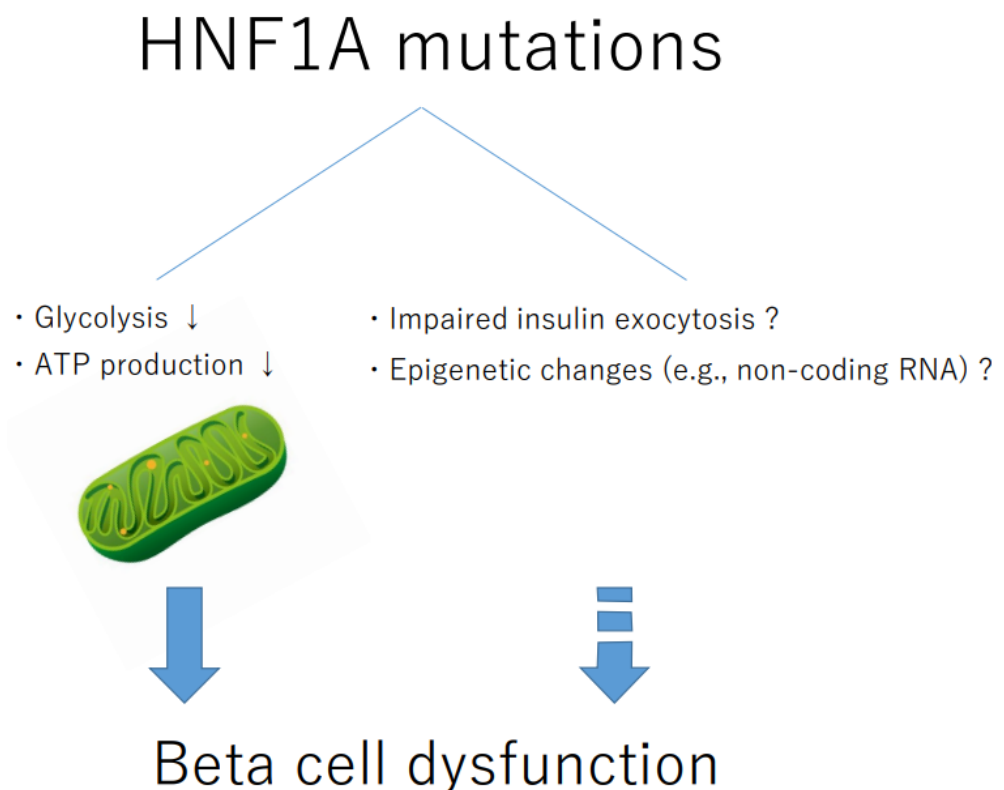 HNF1A mutations
・Glycolysis ↓
・ATP production ↓
・Impaired insulin exocytosis ?
・Epigenetic changes (e.g., non-coding RNA) ?
Beta cell dysfunction